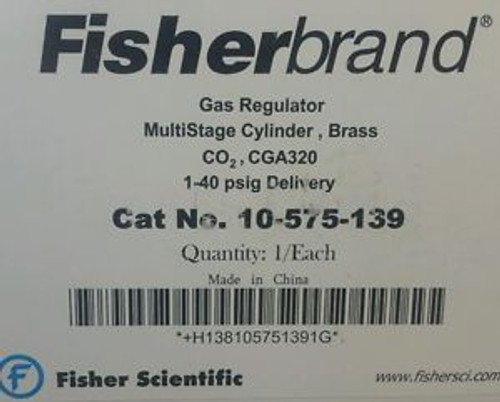 Fisherbrand®
Gas Regulator
MultiStage Cylinder , Brass
CO₂ , CGA320
1-40 psig Delivery
Cat No. 10-575-139
Quantity: 1/Each
Made in China
*+H138105751391G*
f Fisher Scientific www.fishersci.com